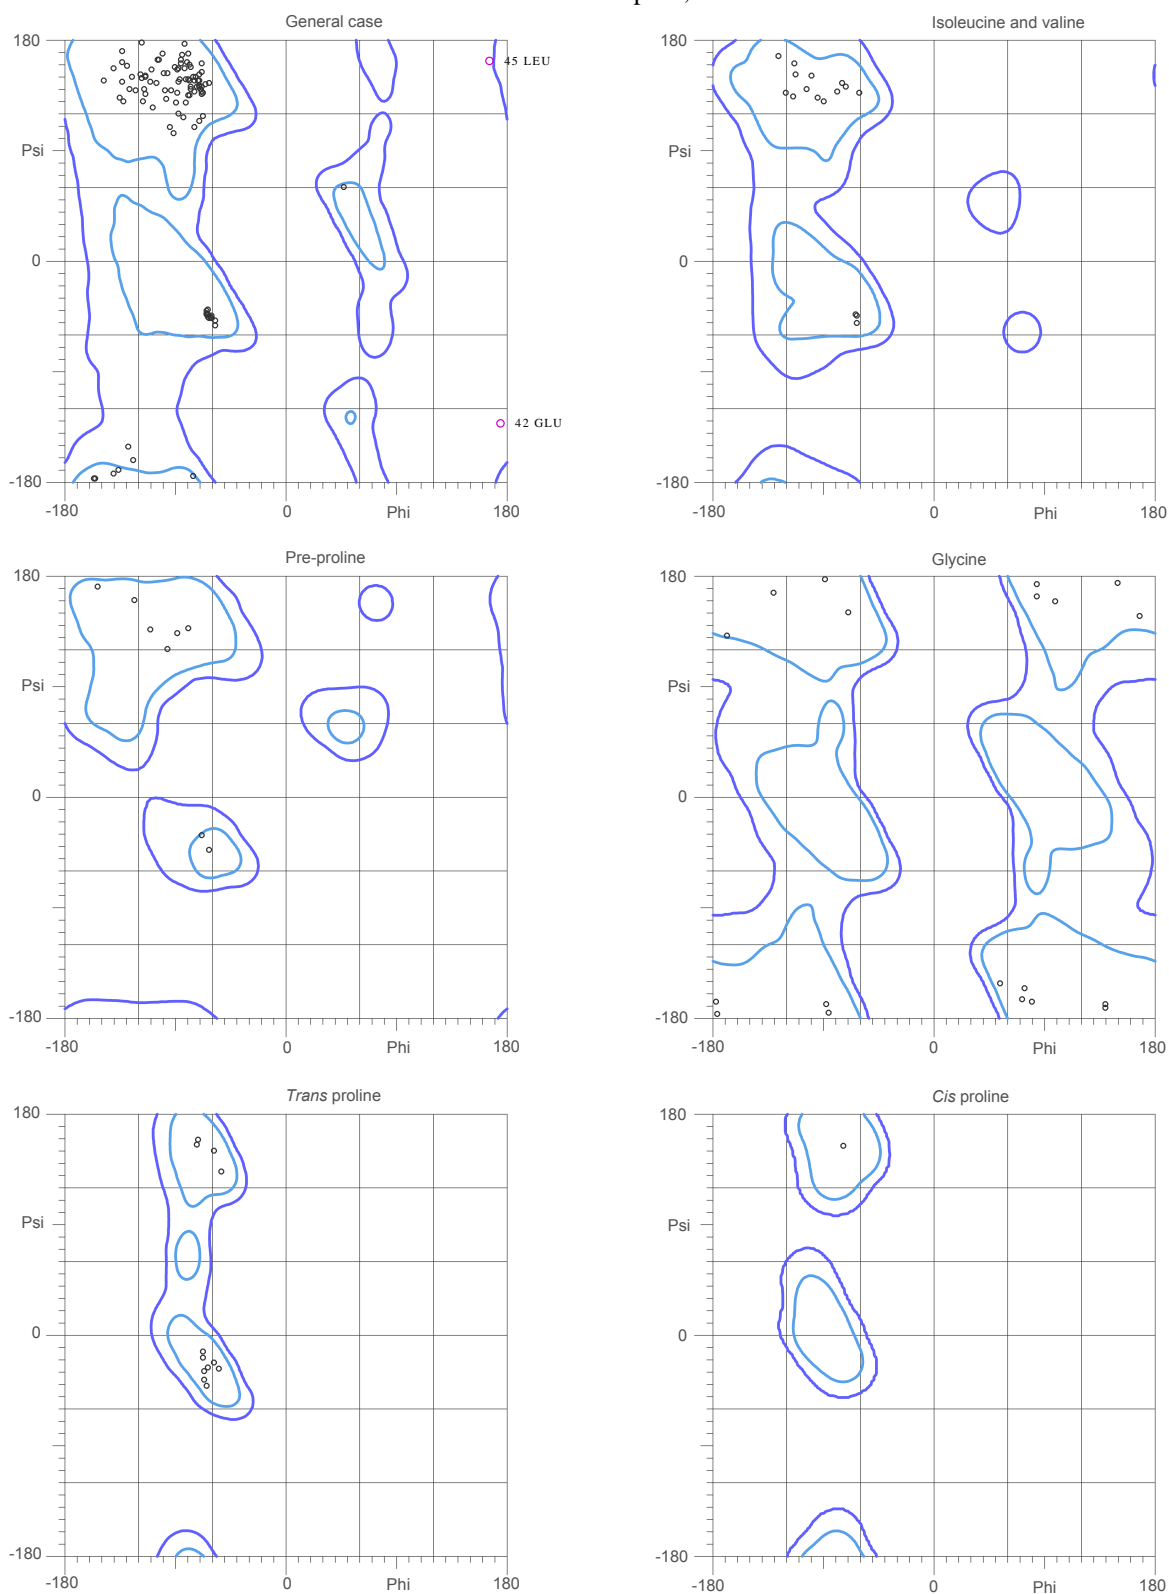 General case
180
Psi
0
-180
-180
0
Phi
180
45 LEU
42 GLU
Isoleucine and valine
180
Psi
0
-180
-180
0
Phi
180
Pre-proline
180
Psi
0
-180
-180
0
Phi
180
Glycine
180
Psi
0
-180
-180
0
Phi
180
Trans proline
180
Psi
0
-180
-180
0
Phi
180
Cis proline
180
Psi
0
-180
-180
0
Phi
180